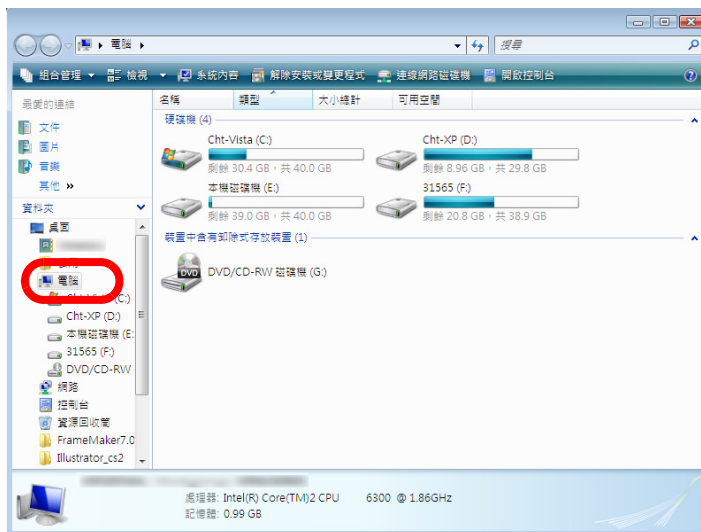 電腦
搜尋
組合管理 檢視 系統內容 解除安裝或變更程式 連線網路磁碟機 開啟控制台
最愛的連結
文件
圖片
音樂
其他 »
資料夾
桌面
電腦
Cht-Vista (C:)
Cht-XP (D:)
本機磁碟機 (E:
31565 (F:)
DVD/CD-RW
網路
控制台
資源回收筒
FrameMaker7.0
Illustrator_cs2
名稱 類型 大小總計 可用空間
硬碟機 (4)
Cht-Vista (C:)
剩餘 30.4 GB，共 40.0 GB
Cht-XP (D:)
剩餘 8.96 GB，共 29.8 GB
本機磁碟機 (E:)
剩餘 39.0 GB，共 40.0 GB
31565 (F:)
剩餘 20.8 GB，共 38.9 GB
裝置中含有卸除式存放裝置 (1)
DVD
DVD/CD-RW 磁碟機 (G:)
處理器: Intel(R) Core(TM)2 CPU 6300 @ 1.86GHz
記憶體: 0.99 GB